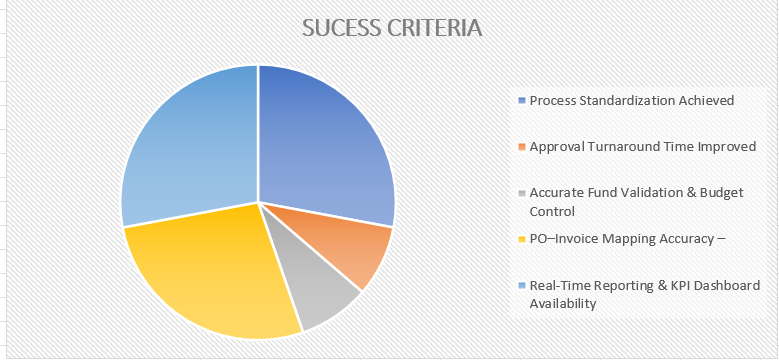 SUCESS CRITERIA
Process Standardization Achieved
Approval Turnaround Time Improved
Accurate Fund Validation & Budget
Control
PO–Invoice Mapping Accuracy –
Real-Time Reporting & KPI Dashboard
Availability